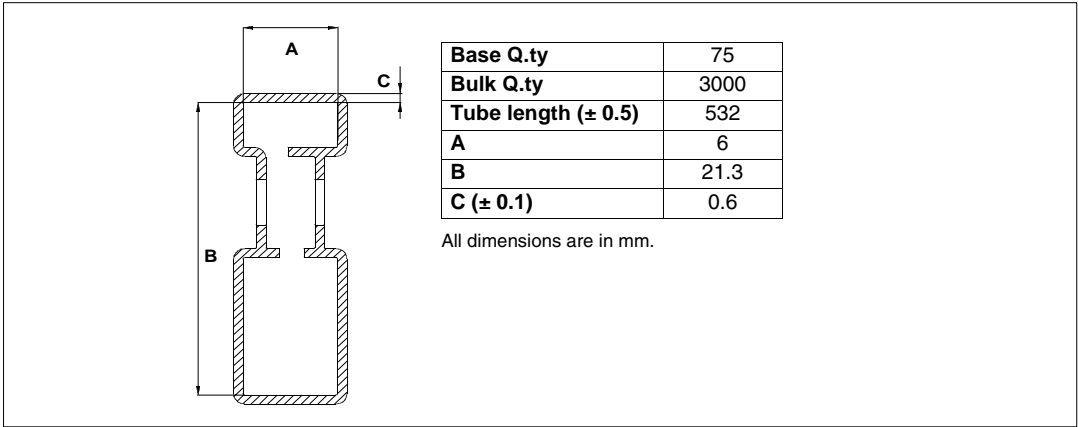 A
C
B
Base Q.ty 75
Bulk Q.ty 3000
Tube length (± 0.5) 532
A 6
B 21.3
C (± 0.1) 0.6
All dimensions are in mm.